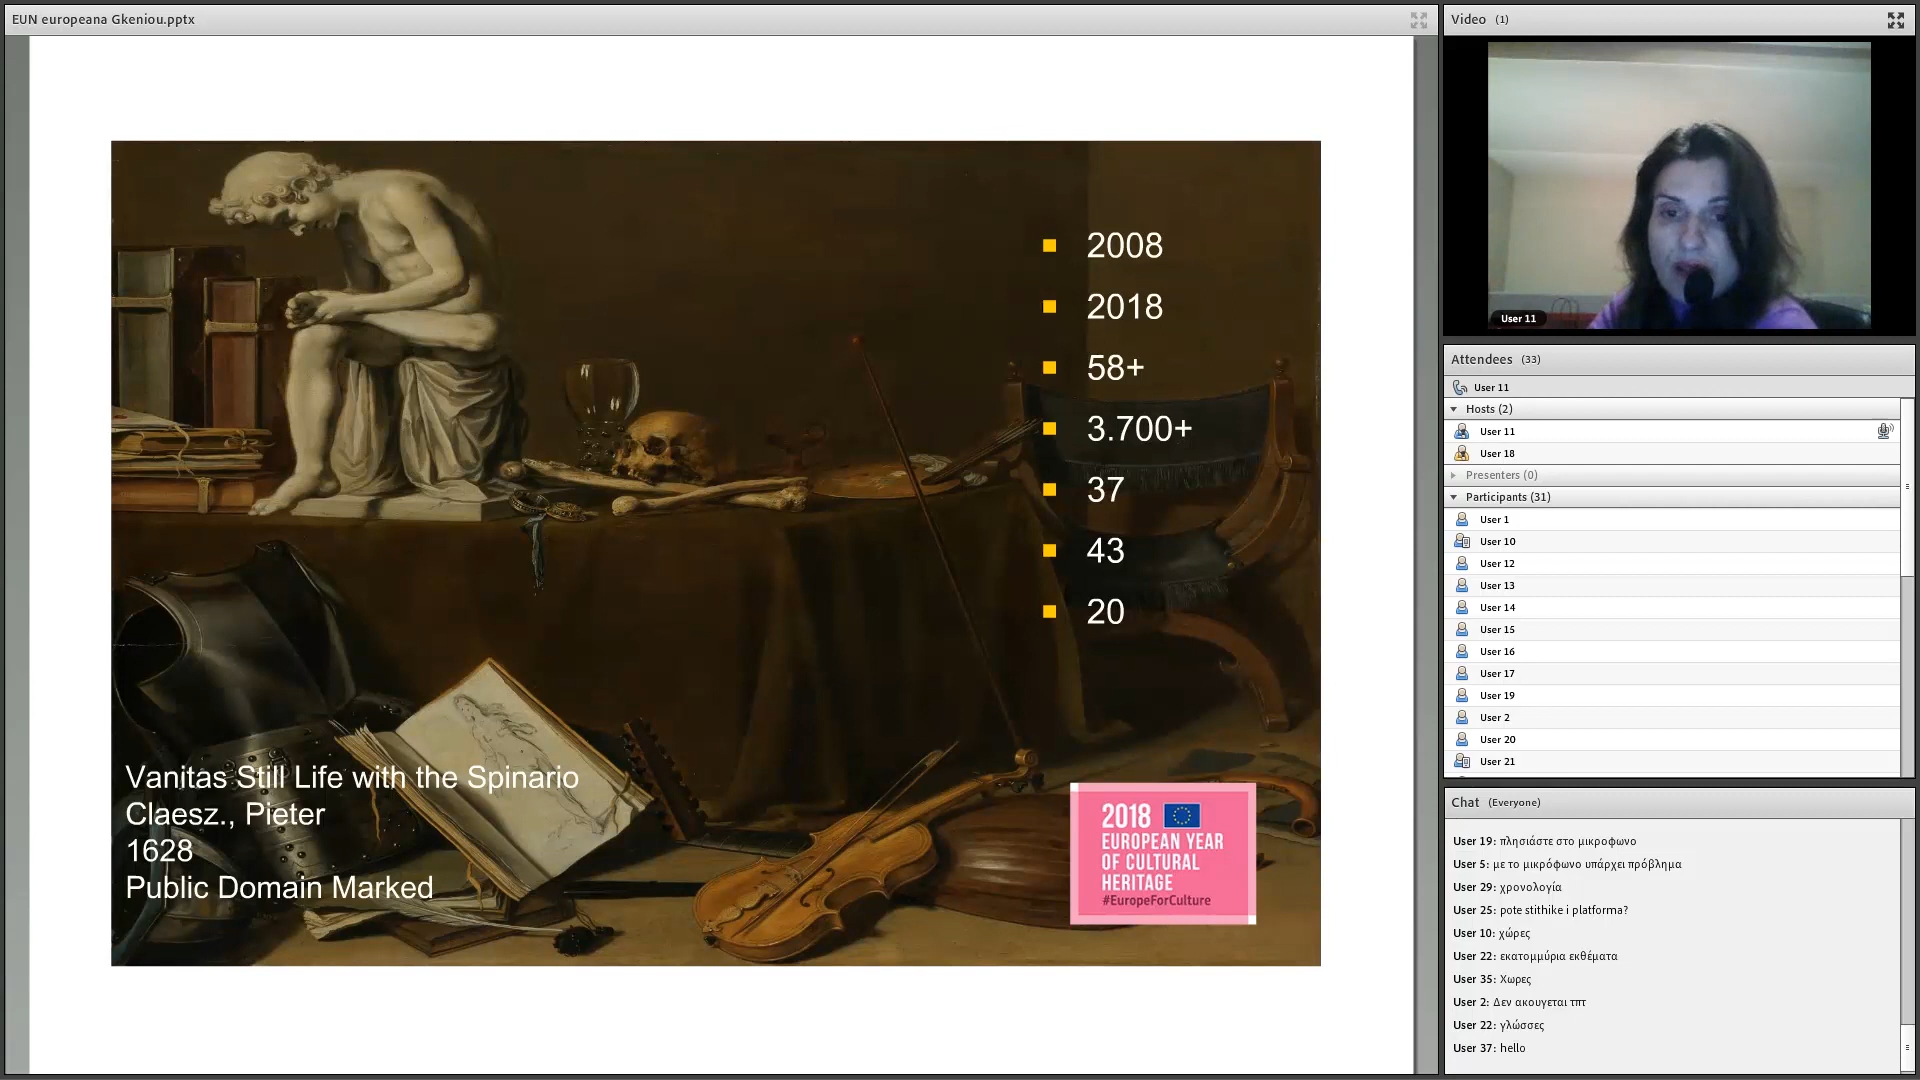 EUN europeana Gkeniou.pptx
2008
2018
58+
3.700+
37
43
20
Vanitas Still Life with the Spinario
Claesz., Pieter
1628
Public Domain Marked
2018
EUROPEAN YEAR
OF CULTURAL
HERITAGE
#EuropeForCulture
Video (1)
User 11
Attendees (33)
User 11
Hosts (2)
User 11
User 18
Presenters (0)
Participants (31)
User 1
User 10
User 12
User 13
User 14
User 15
User 16
User 17
User 19
User 2
User 20
User 21
Chat (Everyone)
User 19: πλησιάστε στο μικροφωνο
User 5: με το μικρόφωνο υπάρχει πρόβλημα
User 29: χρονολογία
User 25: pote stithike i platforma?
User 10: χώρες
User 22: εκατομμύρια εκθέματα
User 35: Χωρες
User 2: Δεν ακουγεται τπτ
User 22: γλώσσες
User 37: hello